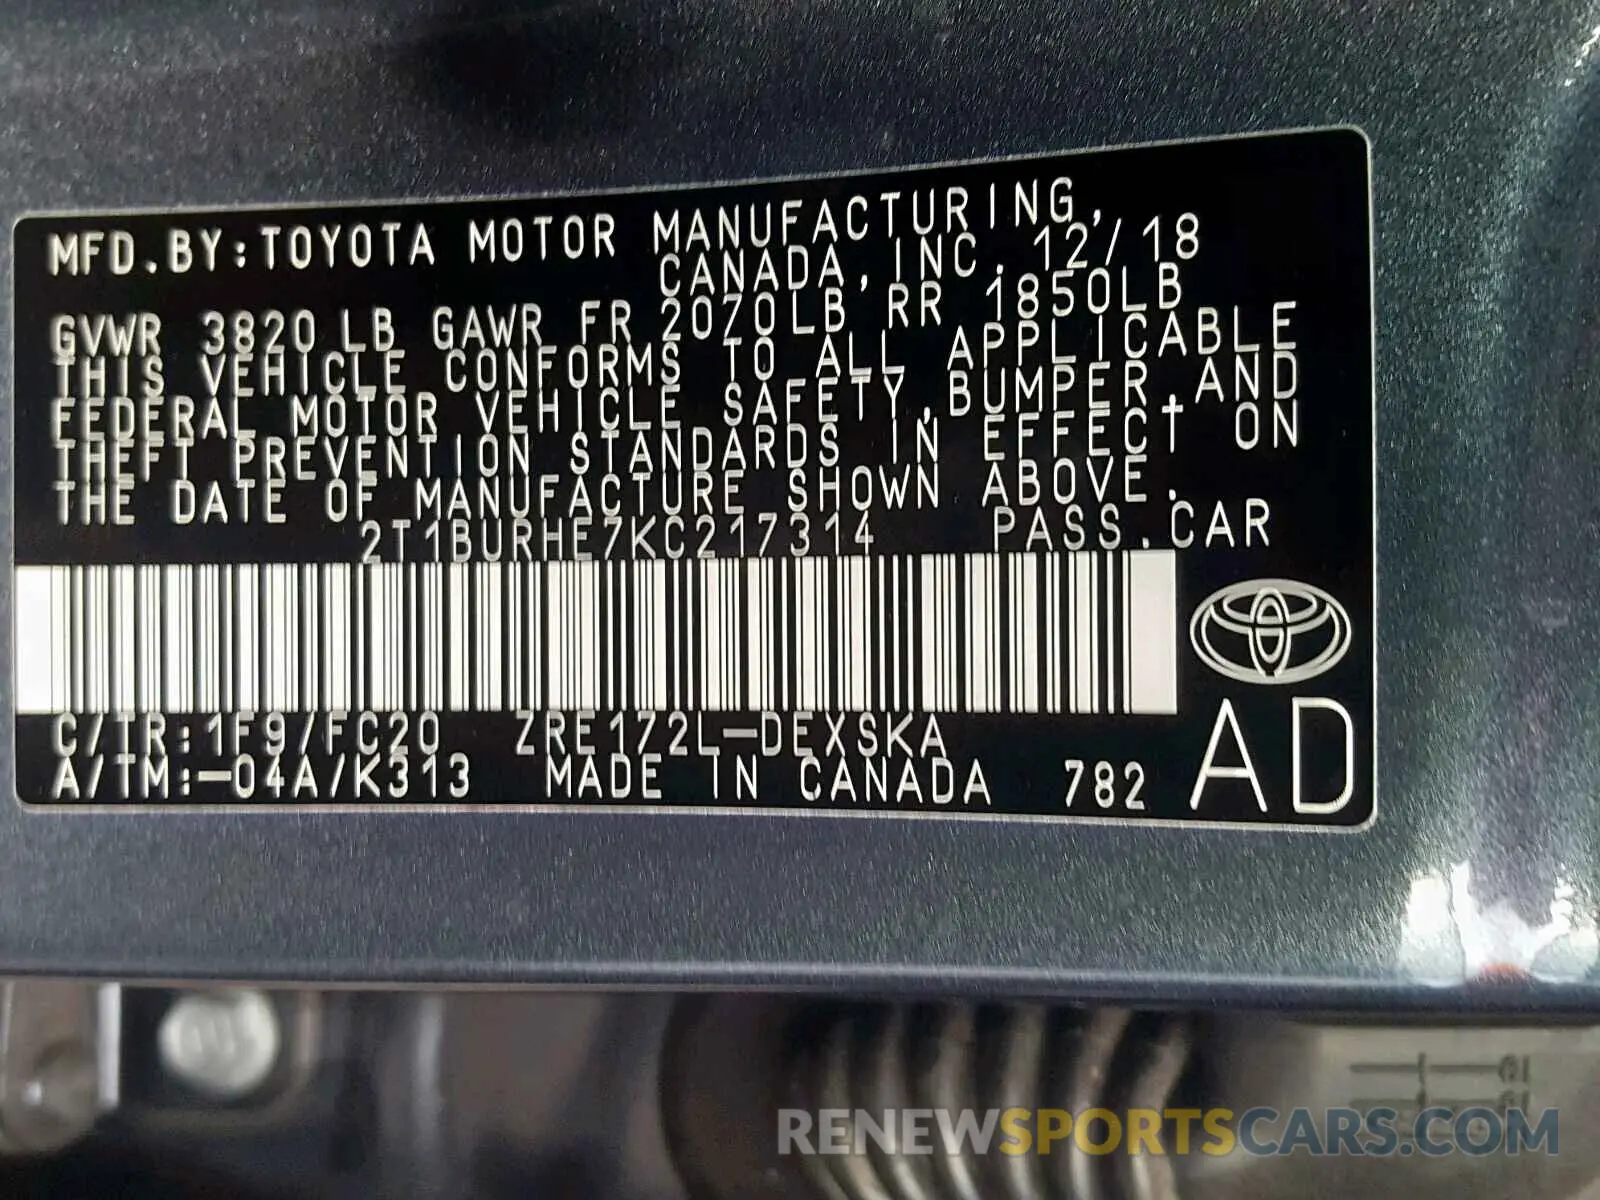 MFD.BY:TOYOTA MOTOR MANUFACTURING,
CANADA,INC. 12/18
GVWR 3820 LB GAWR FR 2070LB RR 1850LB
THIS VEHICLE CONFORMS TO ALL APPLICABLE
FEDERAL MOTOR VEHICLE SAFETY,BUMPER,AND
THEFT PREVENTION STANDARDS IN EFFECT ON
THE DATE OF MANUFACTURE SHOWN ABOVE.
2T1BURHE7KC217314 PASS.CAR
C/TR:1F9/FC20 ZRE172L-DEXSKA
A/TM:-04A/K313 MADE IN CANADA 782
AD
RENEWSPORTSCARS.COM